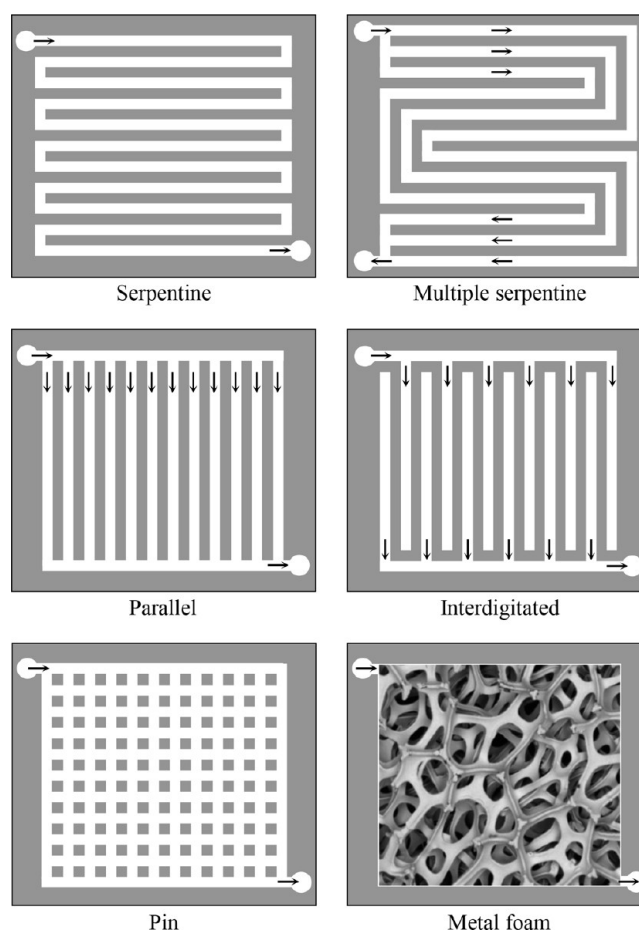 Serpentine
Multiple serpentine
Parallel
Interdigitated
Pin
Metal foam